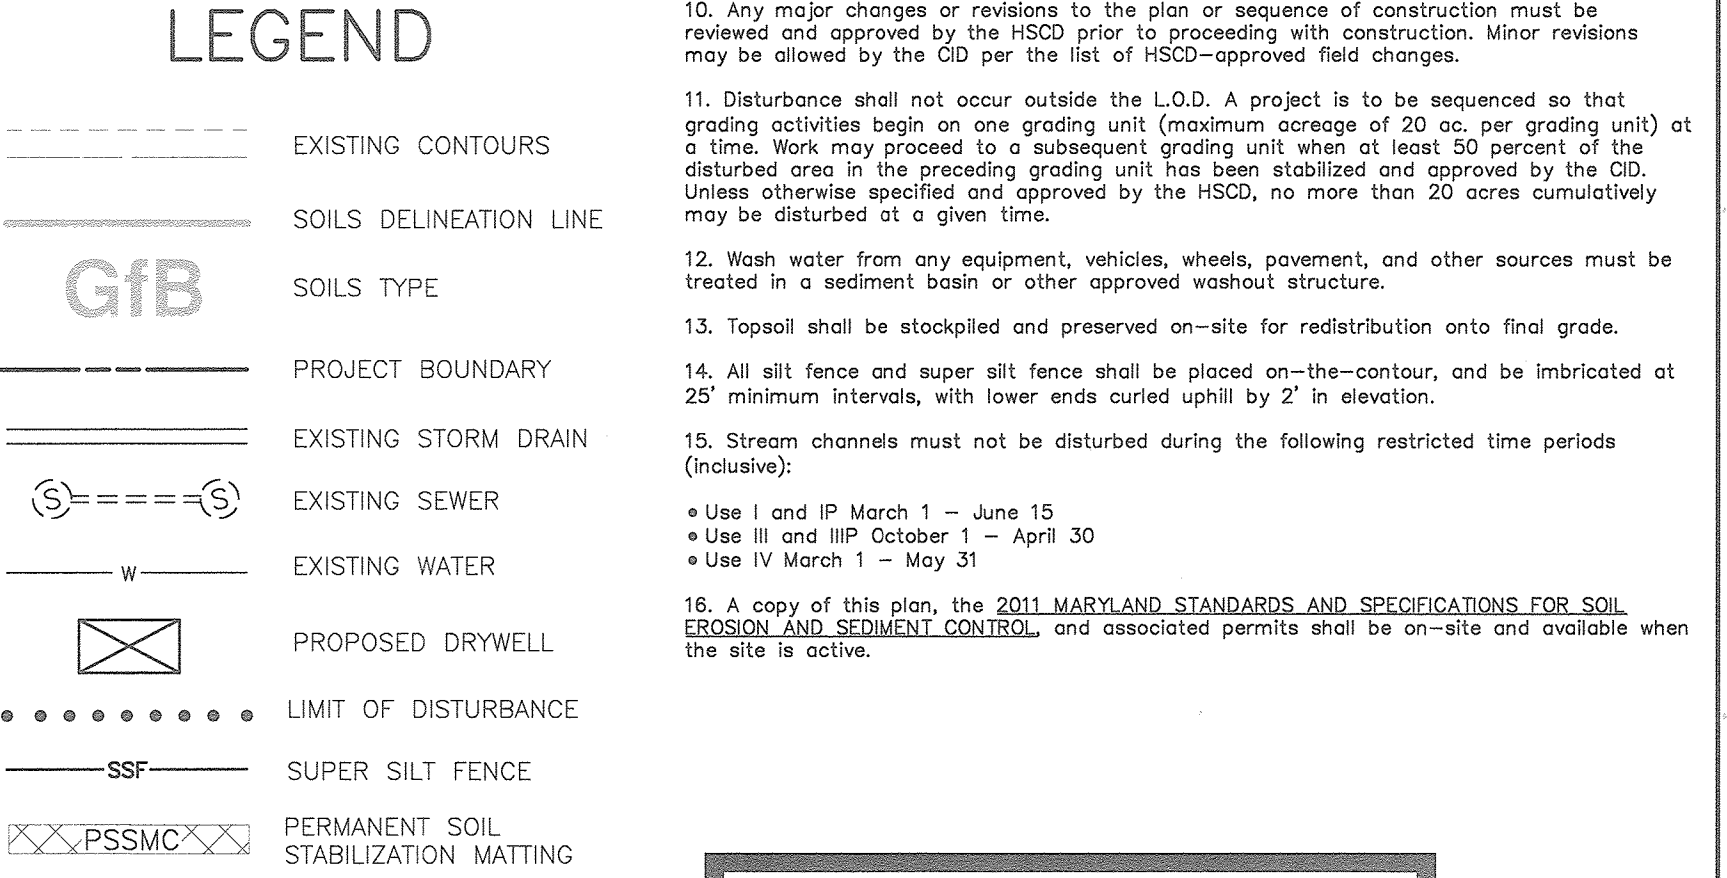 LEGEND
EXISTING CONTOURS
SOILS DELINEATION LINE
GfB
SOILS TYPE
PROJECT BOUNDARY
EXISTING STORM DRAIN
S S
EXISTING SEWER
W
EXISTING WATER
PROPOSED DRYWELL
LIMIT OF DISTURBANCE
SSF
SUPER SILT FENCE
PSSMC
PERMANENT SOIL
STABILIZATION MATTING
10. Any major changes or revisions to the plan or sequence of construction must be
reviewed and approved by the HSCD prior to proceeding with construction. Minor revisions
may be allowed by the CID per the list of HSCD-approved field changes.
11. Disturbance shall not occur outside the L.O.D. A project is to be sequenced so that
grading activities begin on one grading unit (maximum acreage of 20 ac. per grading unit) at
a time. Work may proceed to a subsequent grading unit when at least 50 percent of the
disturbed area in the preceding grading unit has been stabilized and approved by the CID.
Unless otherwise specified and approved by the HSCD, no more than 20 acres cumulatively
may be disturbed at a given time.
12. Wash water from any equipment, vehicles, wheels, pavement, and other sources must be
treated in a sediment basin or other approved washout structure.
13. Topsoil shall be stockpiled and preserved on-site for redistribution onto final grade.
14. All silt fence and super silt fence shall be placed on-the-contour, and be imbricated at
25' minimum intervals, with lower ends curled uphill by 2' in elevation.
15. Stream channels must not be disturbed during the following restricted time periods
(inclusive):
• Use I and IP March 1 - June 15
• Use III and IIIP October 1 - April 30
• Use IV March 1 - May 31
16. A copy of this plan, the 2011 MARYLAND STANDARDS AND SPECIFICATIONS FOR SOIL
EROSION AND SEDIMENT CONTROL, and associated permits shall be on-site and available when
the site is active.